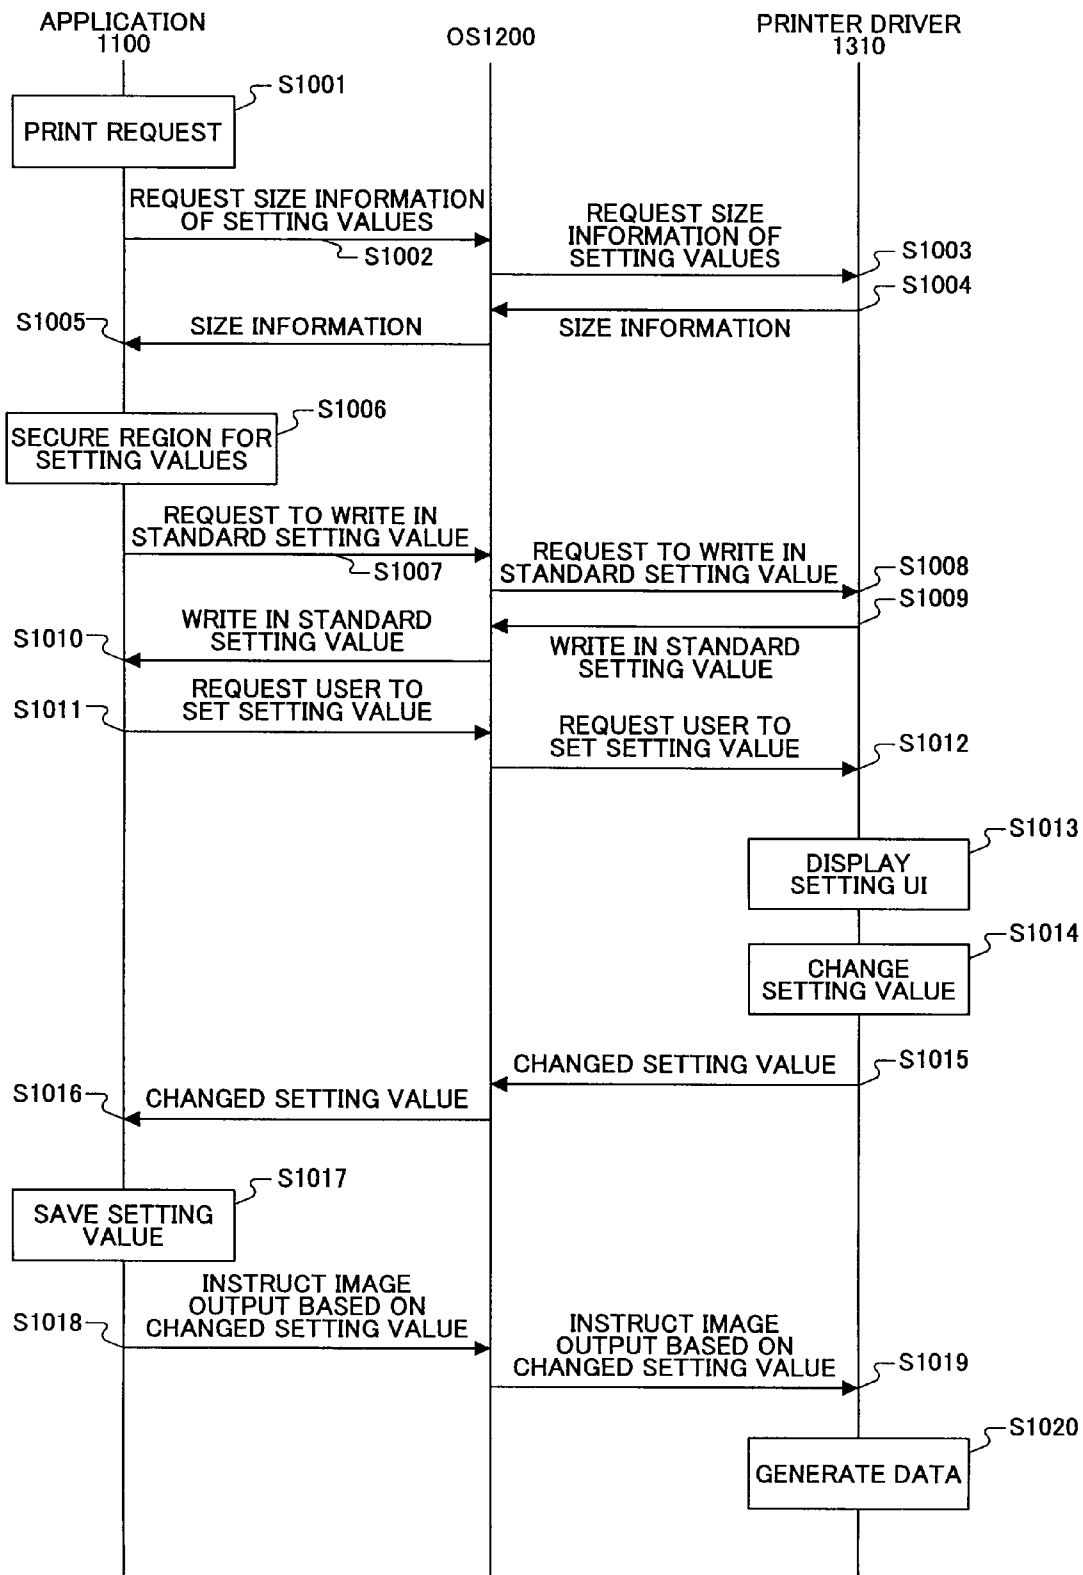 APPLICATION
1100
OS1200
PRINTER DRIVER
1310
S1001
PRINT REQUEST
REQUEST SIZE INFORMATION
OF SETTING VALUES
S1002
REQUEST SIZE
INFORMATION OF
SETTING VALUES
S1003
S1004
SIZE INFORMATION
S1005
SIZE INFORMATION
S1006
SECURE REGION FOR
SETTING VALUES
REQUEST TO WRITE IN
STANDARD SETTING VALUE
S1007
REQUEST TO WRITE IN
STANDARD SETTING VALUE
S1008
S1009
WRITE IN STANDARD
SETTING VALUE
S1010
WRITE IN STANDARD
SETTING VALUE
REQUEST USER TO
SET SETTING VALUE
S1011
REQUEST USER TO
SET SETTING VALUE
S1012
S1013
DISPLAY
SETTING UI
S1014
CHANGE
SETTING VALUE
CHANGED SETTING VALUE
S1015
S1016
CHANGED SETTING VALUE
S1017
SAVE SETTING
VALUE
INSTRUCT IMAGE
OUTPUT BASED ON
CHANGED SETTING VALUE
S1018
INSTRUCT IMAGE
OUTPUT BASED ON
CHANGED SETTING VALUE
S1019
S1020
GENERATE DATA